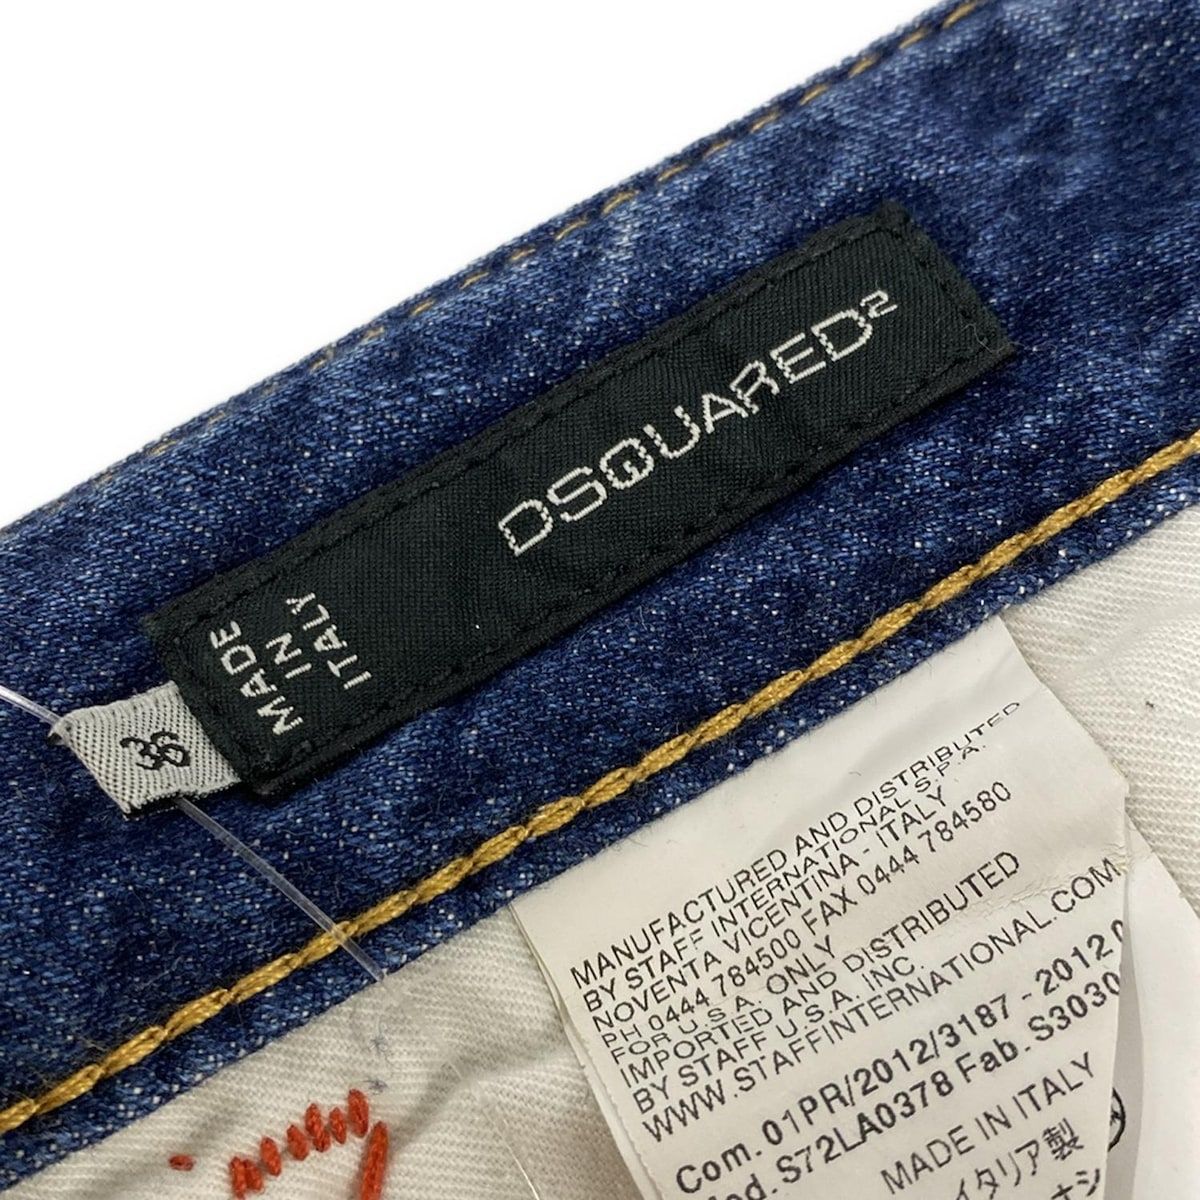 DSQUARED²
MADE
IN
ITALY
36
MANUFACTURED AND DISTRIBUTED
BY STAFF INTERNATIONAL S.P.A.
NOVENTA VICENTINA - ITALY
PH 0444 784500 FAX 0444 784580
FOR U.S.A. ONLY
IMPORTED AND DISTRIBUTED
BY STAFF U.S.A. INC.
WWW.STAFFINTERNATIONAL.COM
Com. 01PR/2012/3187 - 2012
S72LA0378 Fab. S3030
MADE IN ITALY
イタリア製